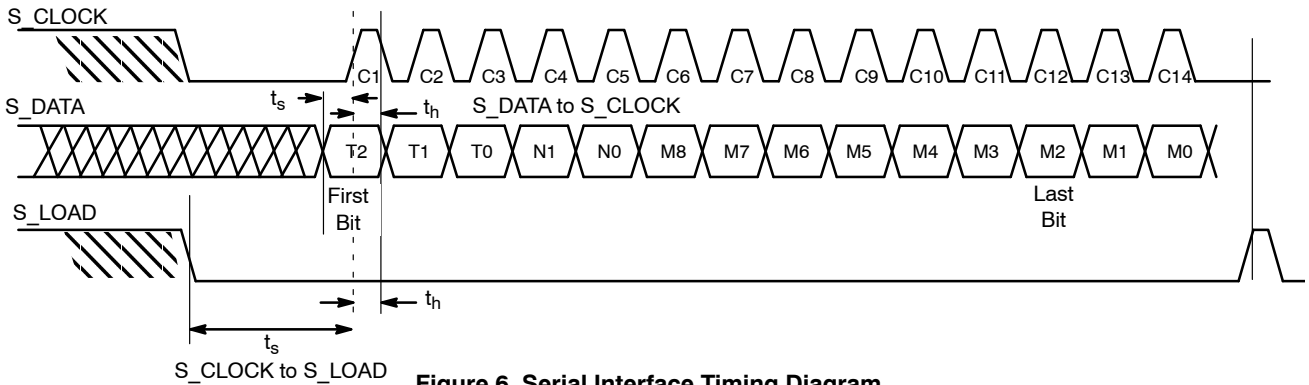 S_CLOCK
C1 C2 C3 C4 C5 C6 C7 C8 C9 C10 C11 C12 C13 C14
ts
S_DATA
th
S_DATA to S_CLOCK
T2 T1 T0 N1 N0 M8 M7 M6 M5 M4 M3 M2 M1 M0
First
Bit
Last
Bit
S_LOAD
th
ts
S_CLOCK to S_LOAD
Figure 6. Serial Interface Timing Diagram